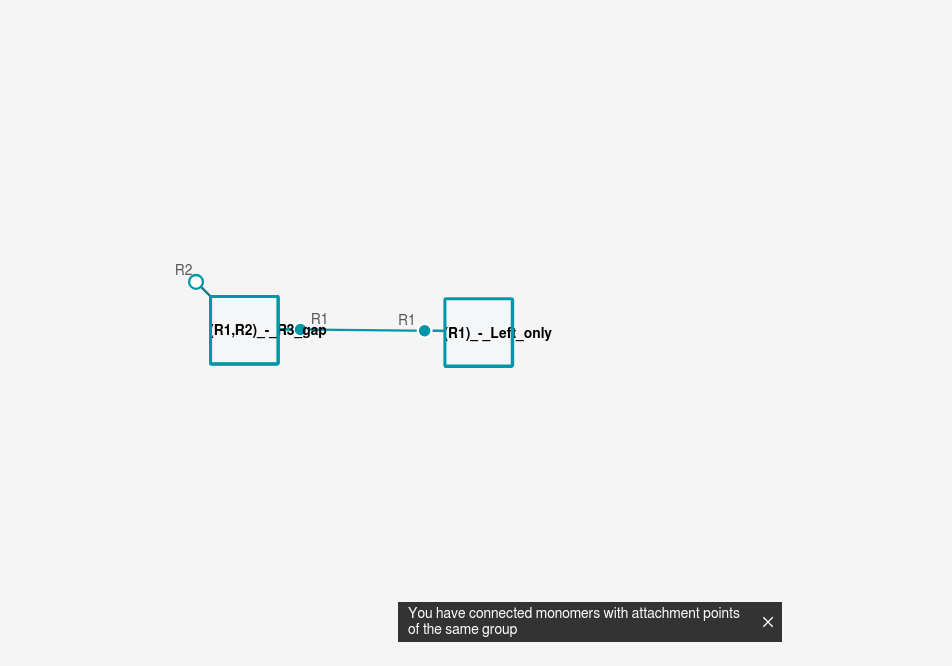 R2
R1
R1
(R1,R2)_-_R3_gap
(R1)_-_Left_only
You have connected monomers with attachment points
of the same group